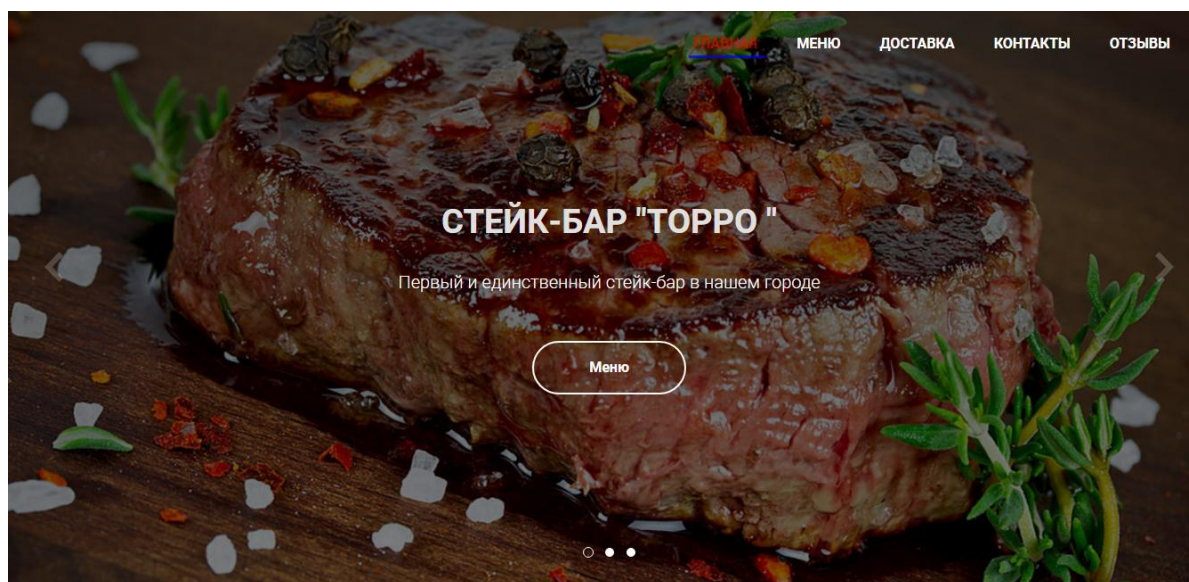 ГЛАВНАЯ МЕНЮ ДОСТАВКА КОНТАКТЫ ОТЗЫВЫ
СТЕЙК-БАР "ТОРРО "
Первый и единственный стейк-бар в нашем городе
Меню